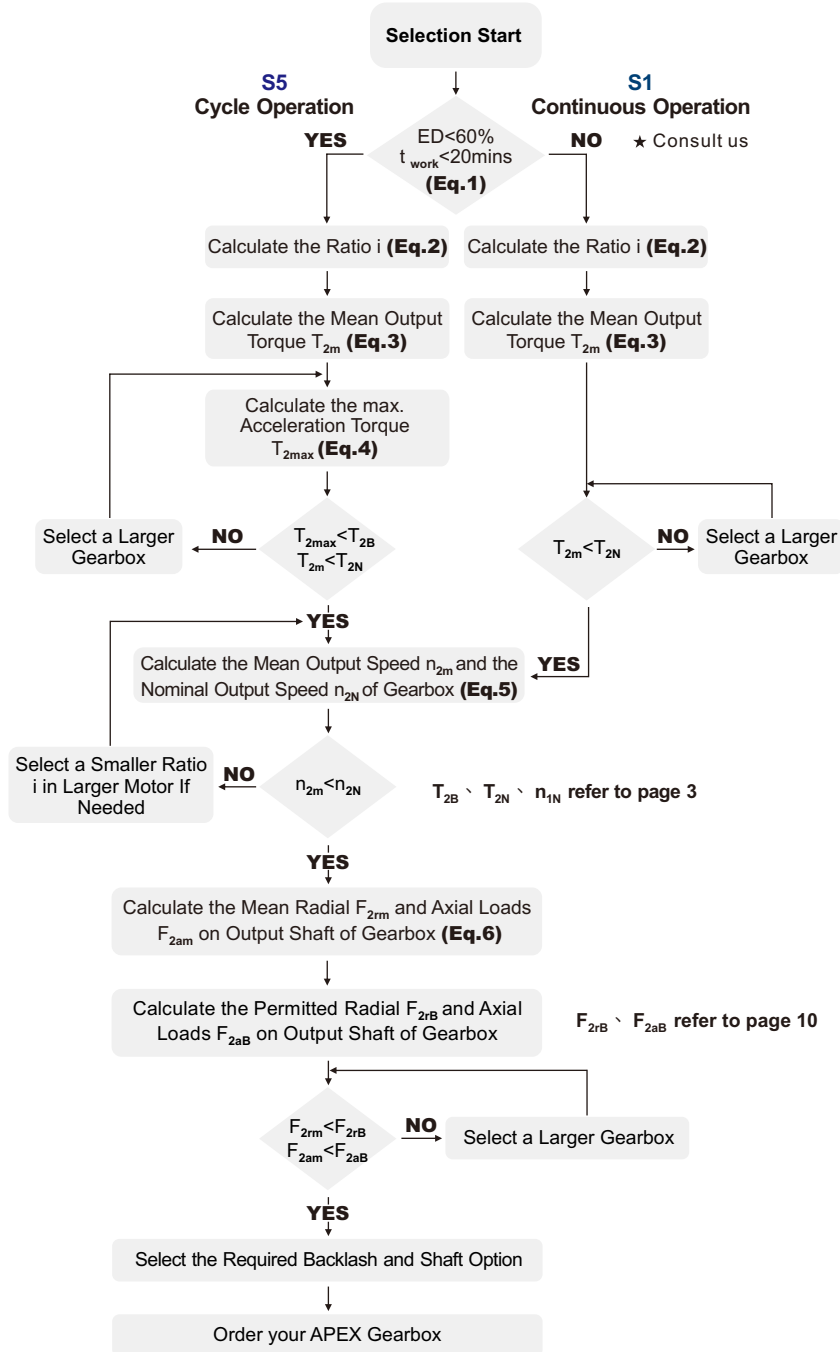 Selection Start
S5
Cycle Operation
S1
Continuous Operation
★ Consult us
YES
ED<60%
t work<20mins
(Eq.1)
NO
Calculate the Ratio i (Eq.2)
Calculate the Ratio i (Eq.2)
Calculate the Mean Output
Torque T2m (Eq.3)
Calculate the Mean Output
Torque T2m (Eq.3)
Calculate the max.
Acceleration Torque
T2max (Eq.4)
Select a Larger
Gearbox
NO
T2max<T2B
T2m<T2N
T2m<T2N
NO
Select a Larger
Gearbox
YES
Calculate the Mean Output Speed n2m and the
Nominal Output Speed n2N of Gearbox (Eq.5)
YES
Select a Smaller Ratio
i in Larger Motor If
Needed
NO
n2m<n2N
T2B、T2N、n1N refer to page 3
YES
Calculate the Mean Radial F2rm and Axial Loads
F2am on Output Shaft of Gearbox (Eq.6)
Calculate the Permitted Radial F2rB and Axial
Loads F2aB on Output Shaft of Gearbox
F2rB、F2aB refer to page 10
F2rm<F2rB
F2am<F2aB
NO
Select a Larger Gearbox
YES
Select the Required Backlash and Shaft Option
Order your APEX Gearbox